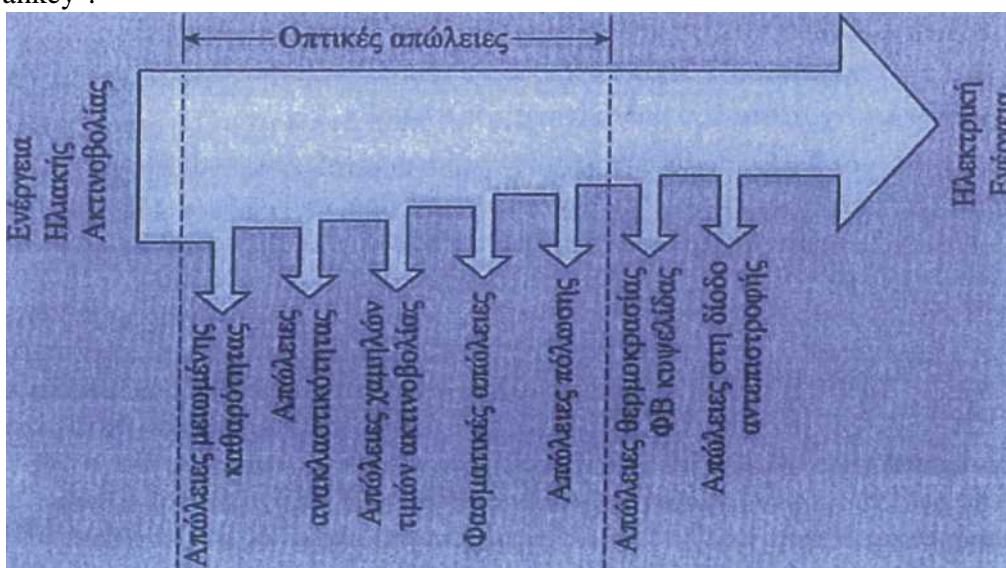 ankey".
Οπτικές απώλειες
Ενέργεια
Ηλιακής
Ακτινοβολίας
Απώλειες μειωμένης
καθαρότητας
Απώλειες
ανακλαστικότητας
Απώλειες χαμηλών
τιμών ακτινοβολίας
Φασματικές απώλειες
Απώλειες πόλωσης
Απώλειες θερμοκρασίας
ΦΒ κυψελίδας
Απώλειες στη δίοδο
αντεπιστροφής
Ηλεκτρική